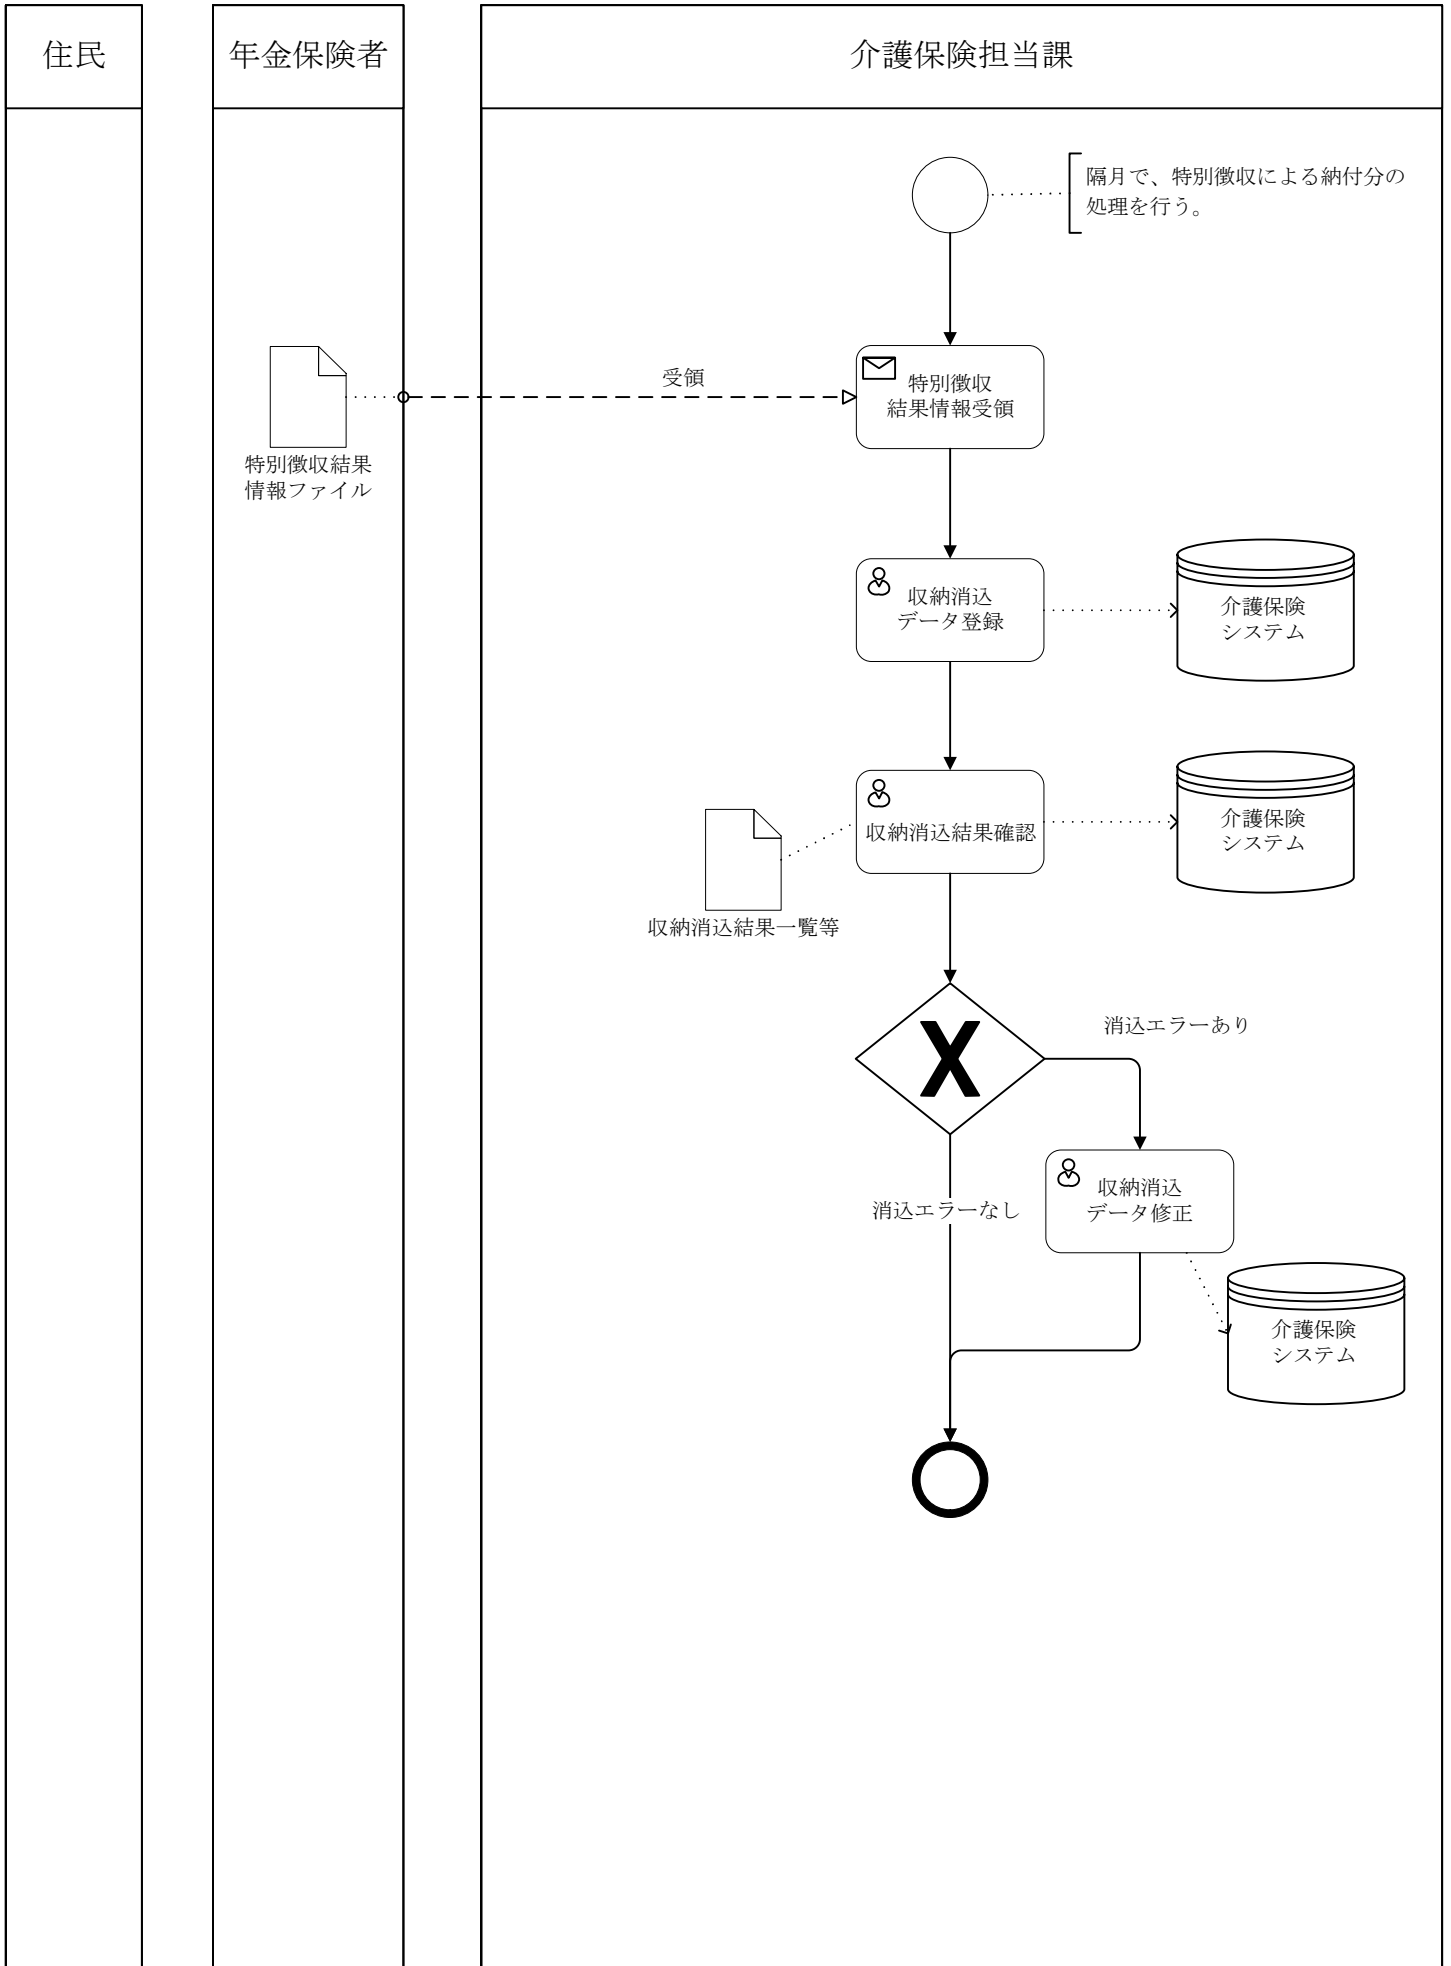 住民
年金保険者
介護保険担当課
隔月で、特別徴収による納付分の
処理を行う。
受領
特別徴収
結果情報受領
特別徴収結果
情報ファイル
収納消込
データ登録
介護保険
システム
収納消込結果確認
介護保険
システム
収納消込結果一覧等
消込エラーあり
X
収納消込
データ修正
消込エラーなし
介護保険
システム